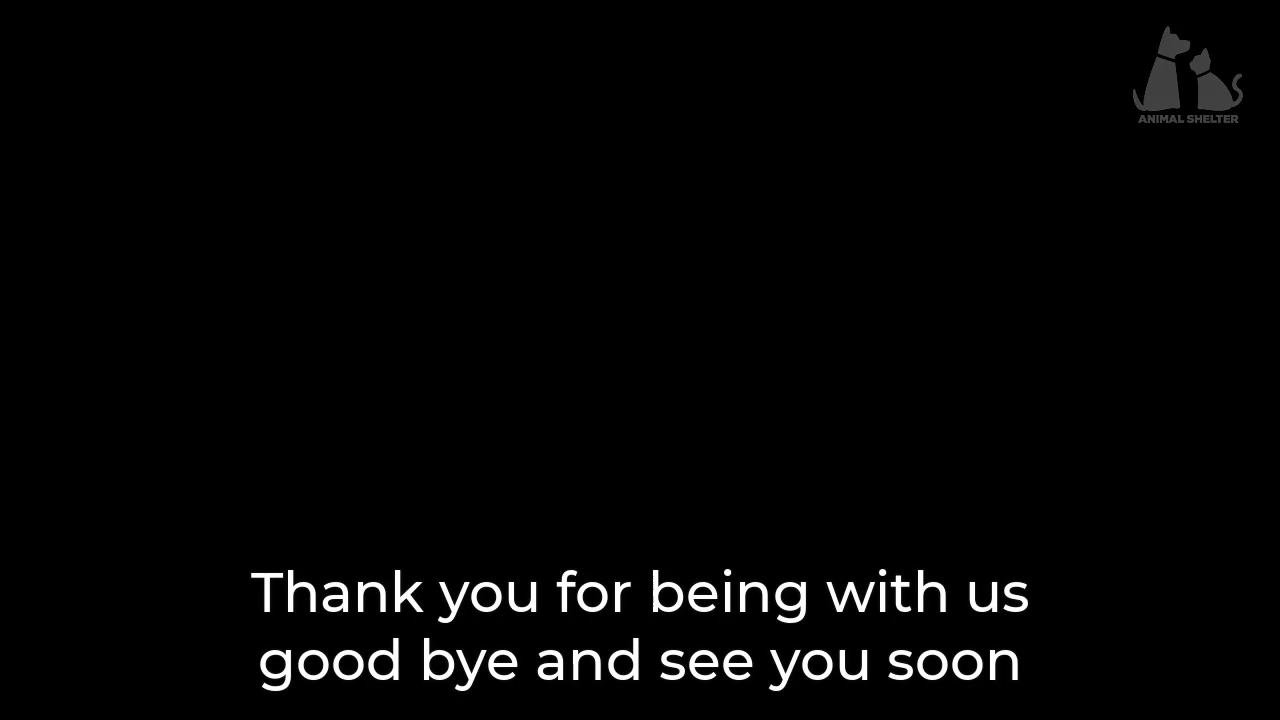 ANIMAL SHELTER
Thank you for being with us
good bye and see you soon